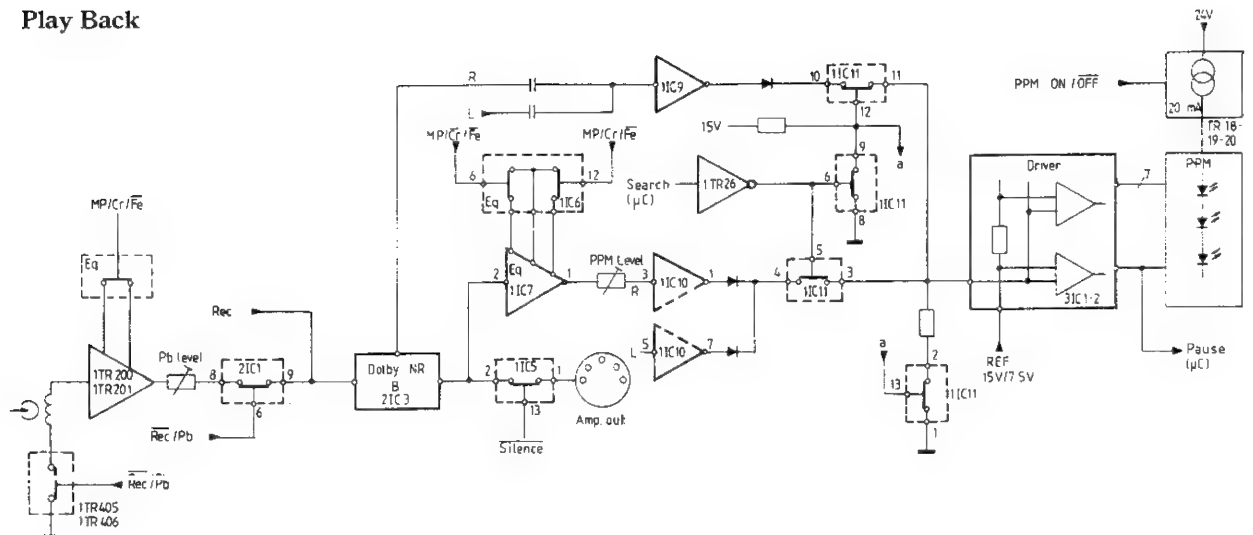 Play Back
24V
R
L
1IC9
10
1IC11
11
12
PPM ON/OFF
20 mA
TR 18-
19-20
MP/Cr/Fe
MP/Cr/Fe
15V
9
a
6
Eq
12
1IC6
Search
(µC)
1TR26
6
1IC11
8
Driver
7
PPM
MP/Cr/Fe
Eq
5
2
Eq
1IC7
1
PPM Level
3
R
1IC10
1
4
1IC11
3
3IC1-2
Rec
1TR200
1TR201
Pb level
8
2IC1
9
6
Dolby NR
B
2IC3
2
1IC5
1
13
L
5
1IC10
7
a
2
REF
15V/7.5V
Pause
(µC)
Amp. out
13
1IC11
1
Rec/Pb
Silence
Rec/Pb
1TR405
1TR406